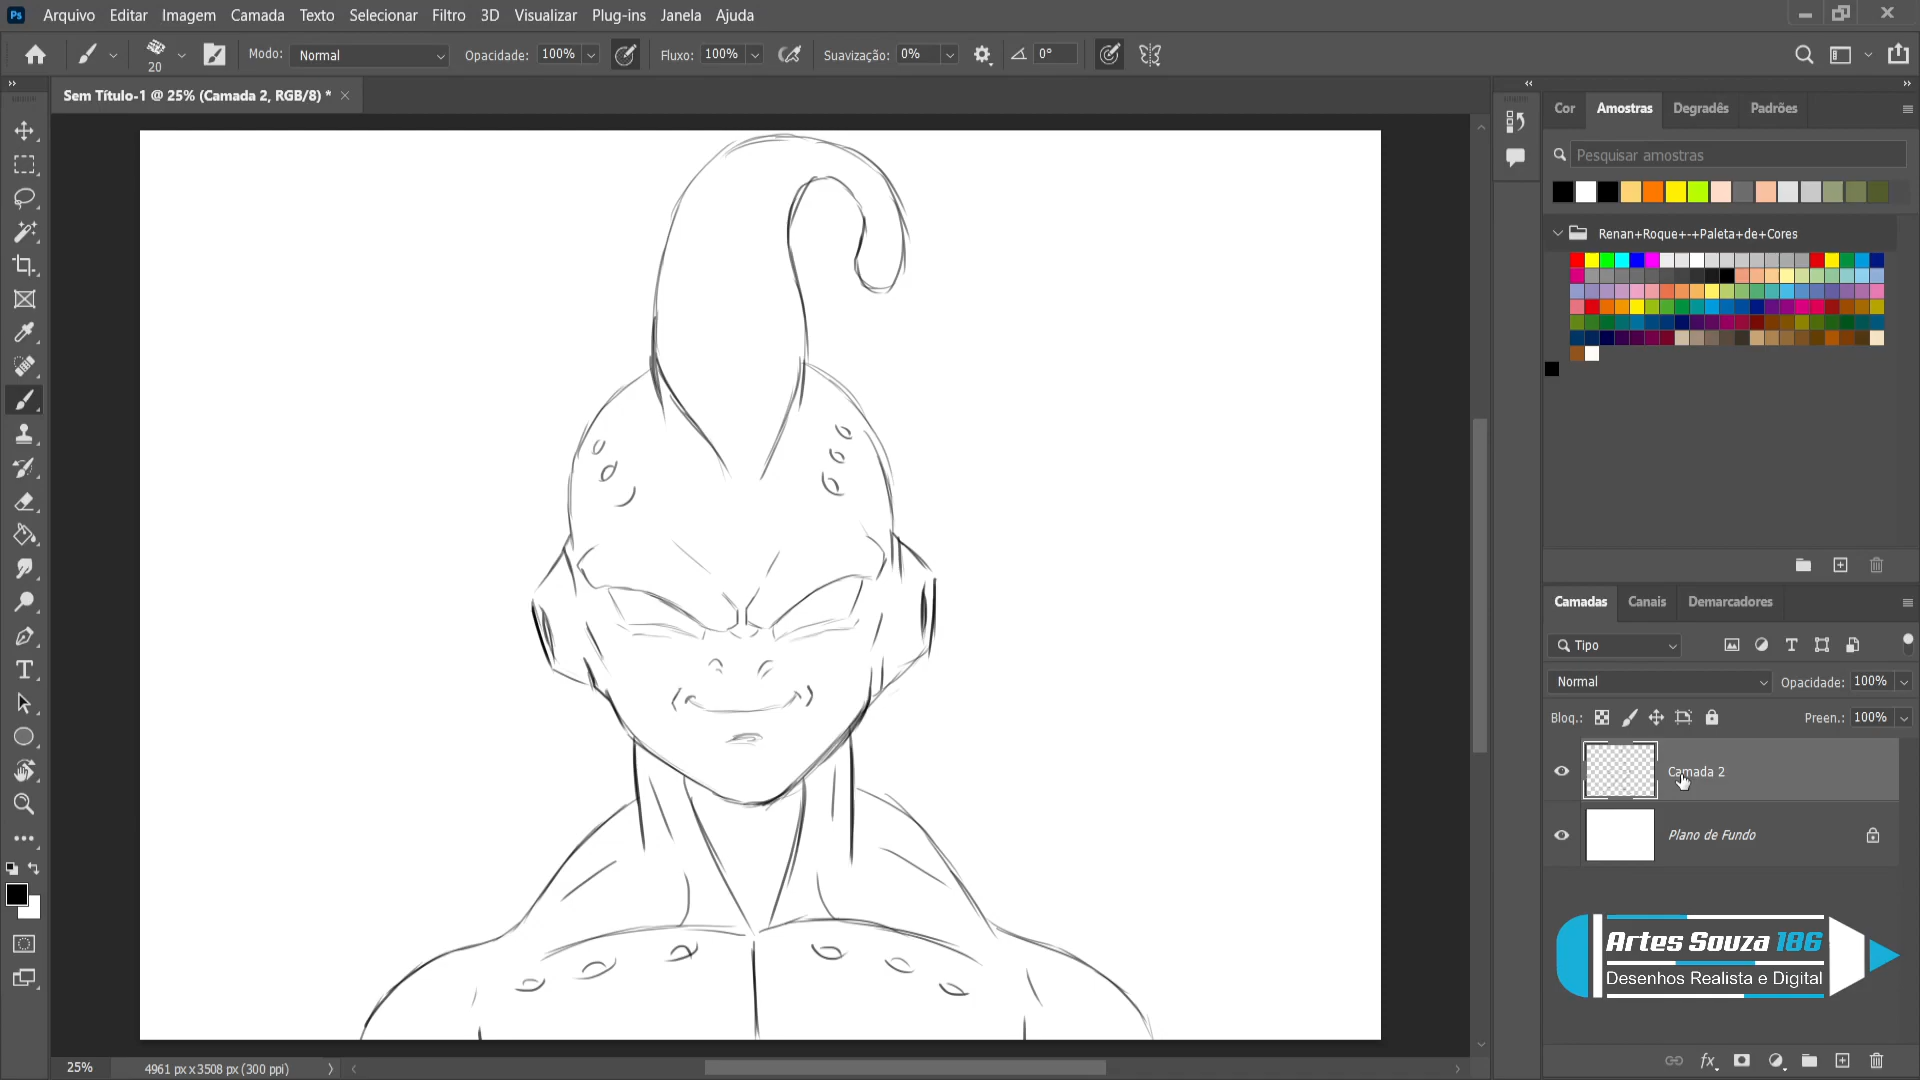 Ps Arquivo Editar Imagem Camada Texto Selecionar Filtro 3D Visualizar Plug-ins Janela Ajuda
20 Modo: Normal Opacidade: 100% Fluxo: 100% Suavização: 0% 0°
Sem Título-1 @ 25% (Camada 2, RGB/8) *
Cor Amostras Degradês Padrões
Pesquisar amostras
Renan+Roque+-+Paleta+de+Cores
Camadas Canais Demarcadores
Tipo
Normal Opacidade: 100%
Bloq.: Preen.: 100%
Camada 2
Plano de Fundo
Artes Souza 186
Desenhos Realista e Digital
25% 4961 px x 3508 px (300 ppi)
fx